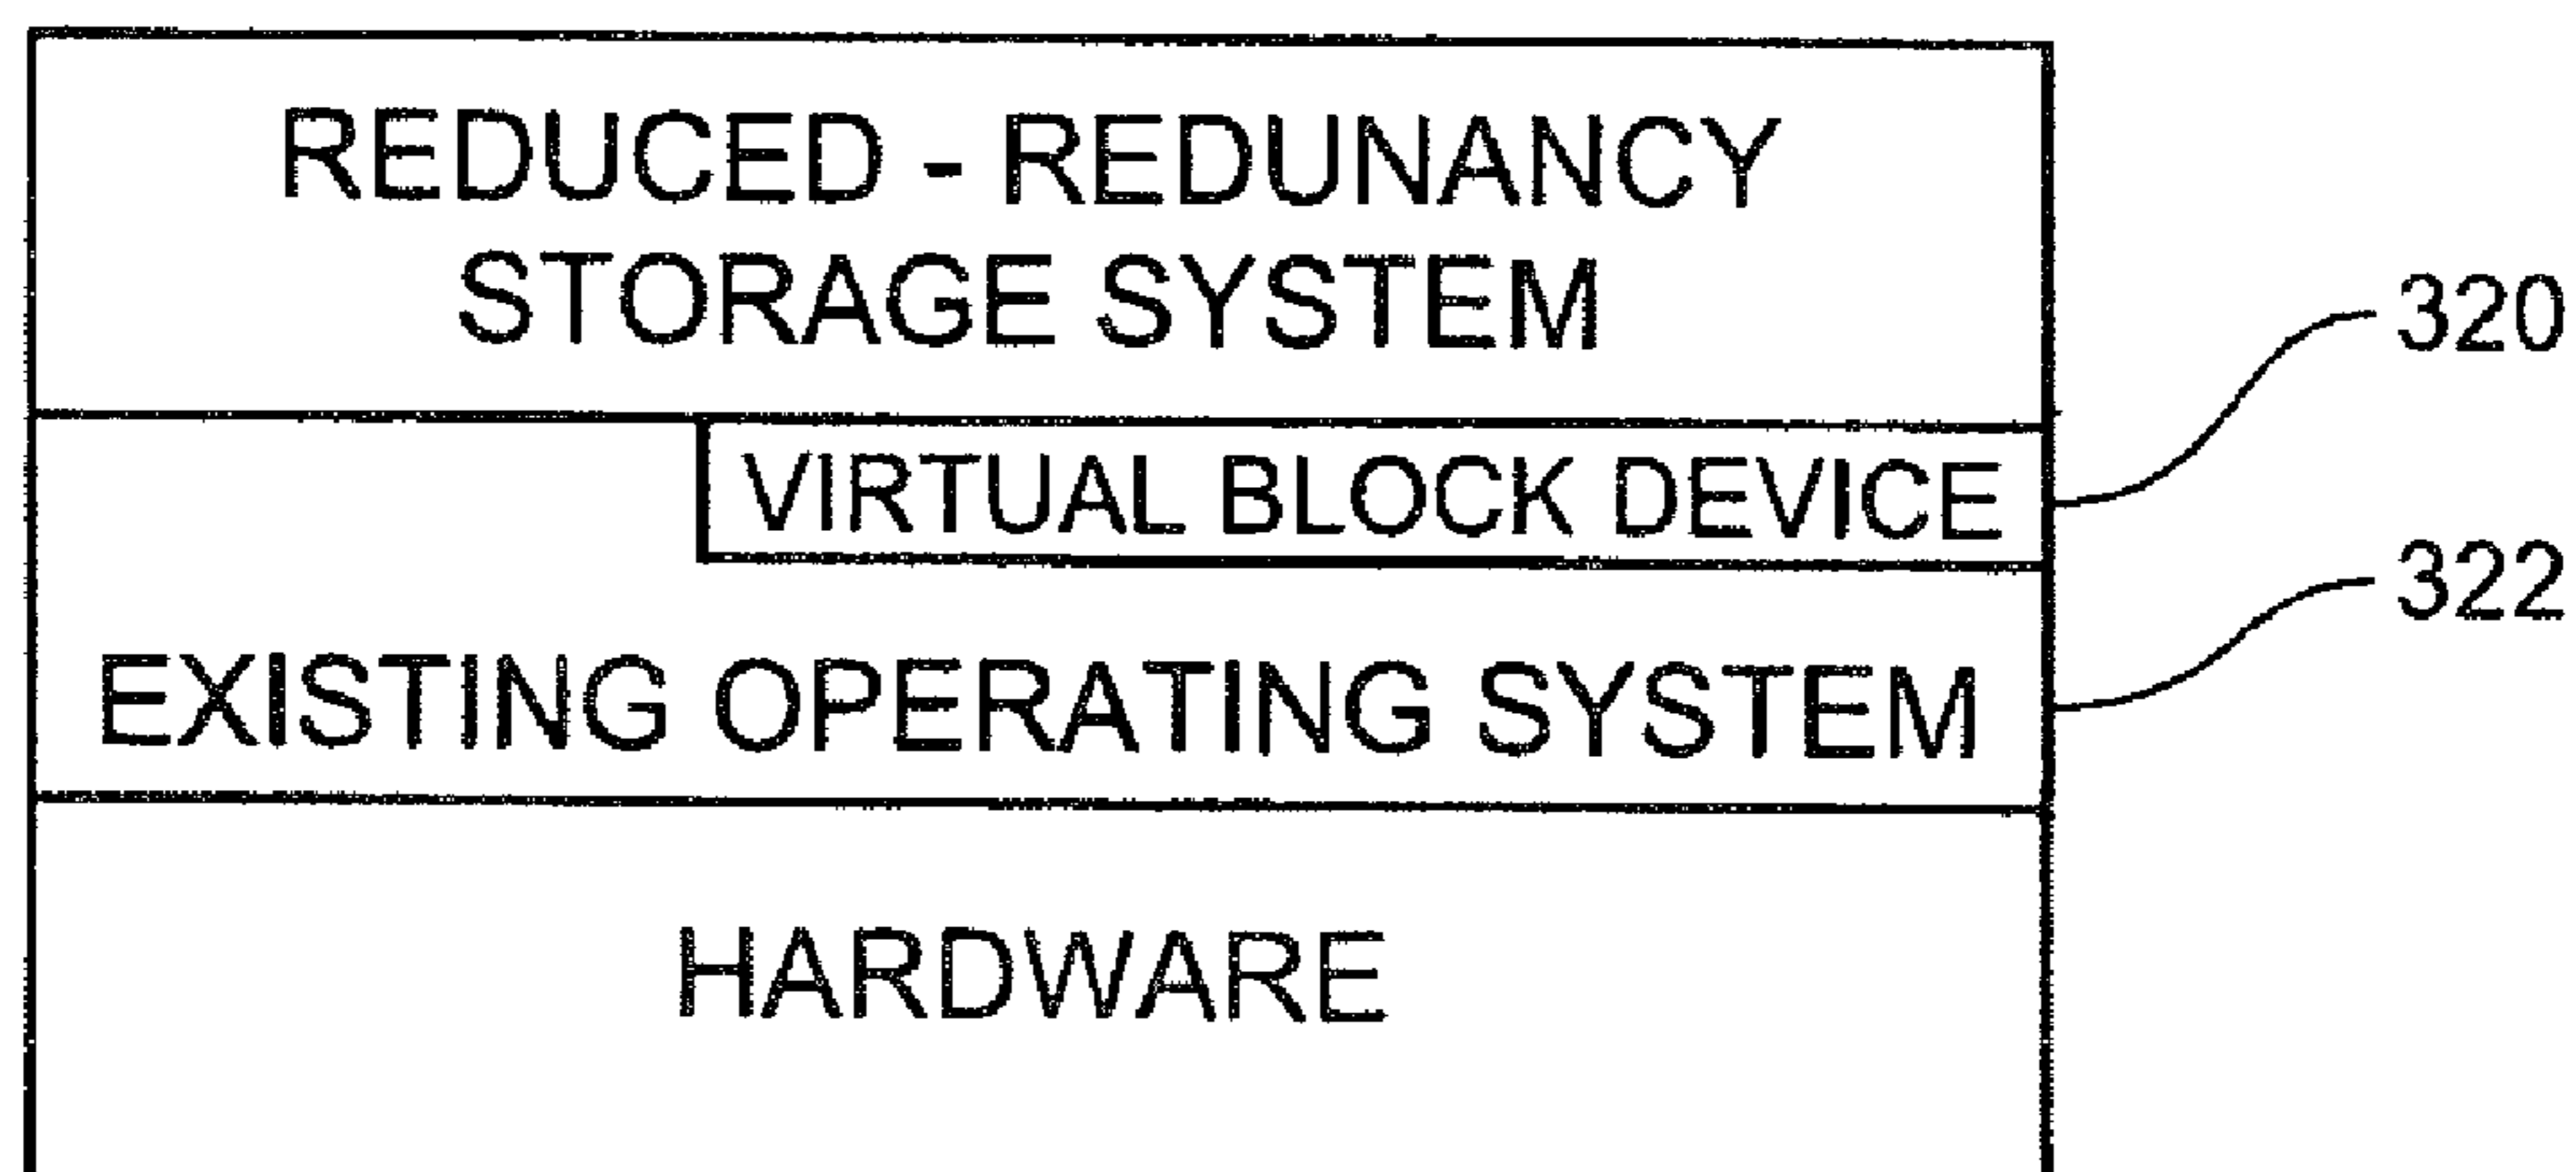 REDUCED - REDUNANCY
STORAGE SYSTEM
320
VIRTUAL BLOCK DEVICE
322
EXISTING OPERATING SYSTEM
HARDWARE